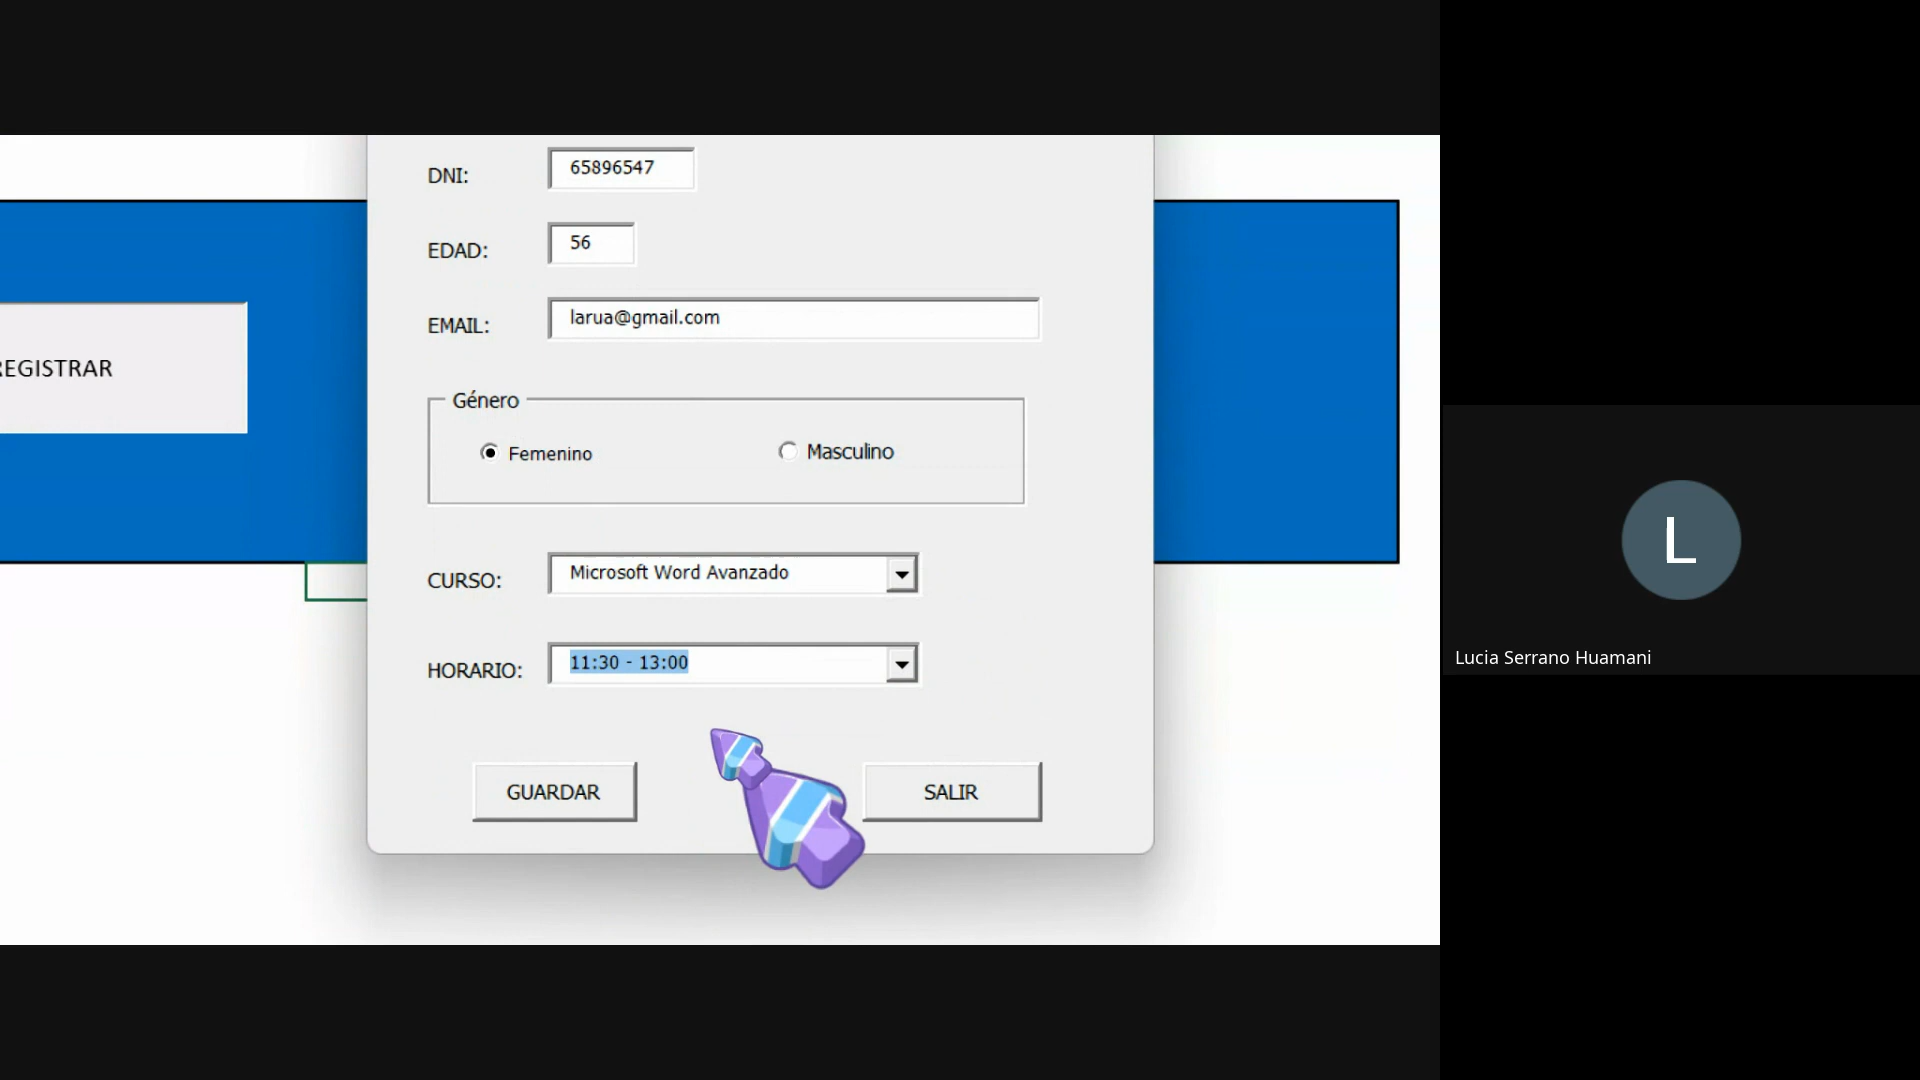 DNI: 65896547
EDAD: 56
EMAIL: larua@gmail.com
REGISTRAR
Género
Femenino Masculino
CURSO: Microsoft Word Avanzado
HORARIO: 11:30 - 13:00
GUARDAR SALIR
L
Lucia Serrano Huamani